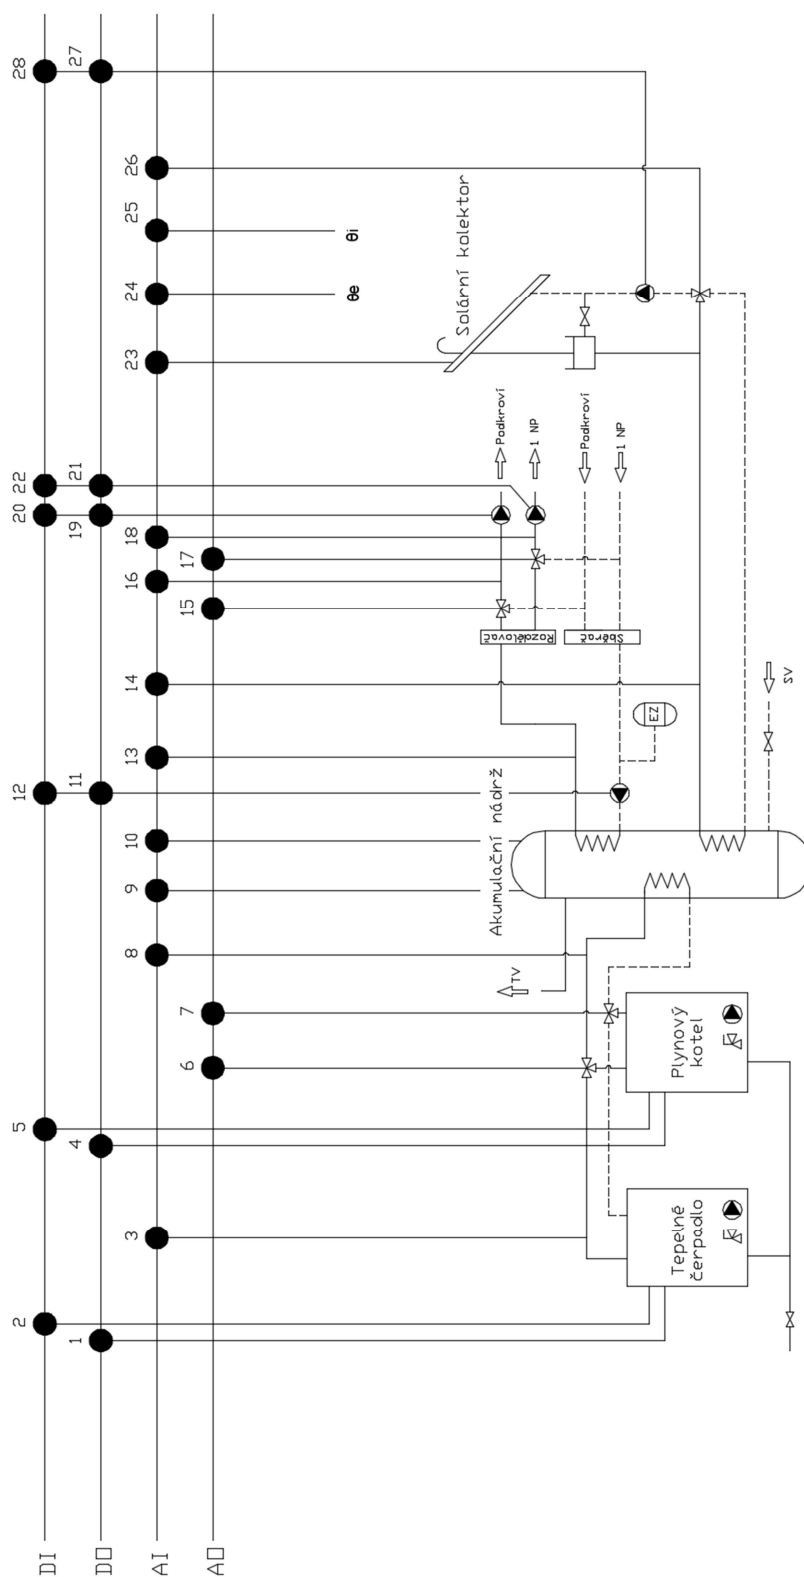 DI
2
5
12
20
22
28
DO
1
4
11
19
21
27
AI
3
8
9
10
13
14
16
18
23
24
25
26
AO
6
7
15
17
θe
θi
Solární kolektor
Akumulační nádrž
TV
Rozdělovač
Podkroví
1 NP
Sběrač
Podkroví
1 NP
EZ
SV
Tepelné
čerpadlo
Plynový
kotel